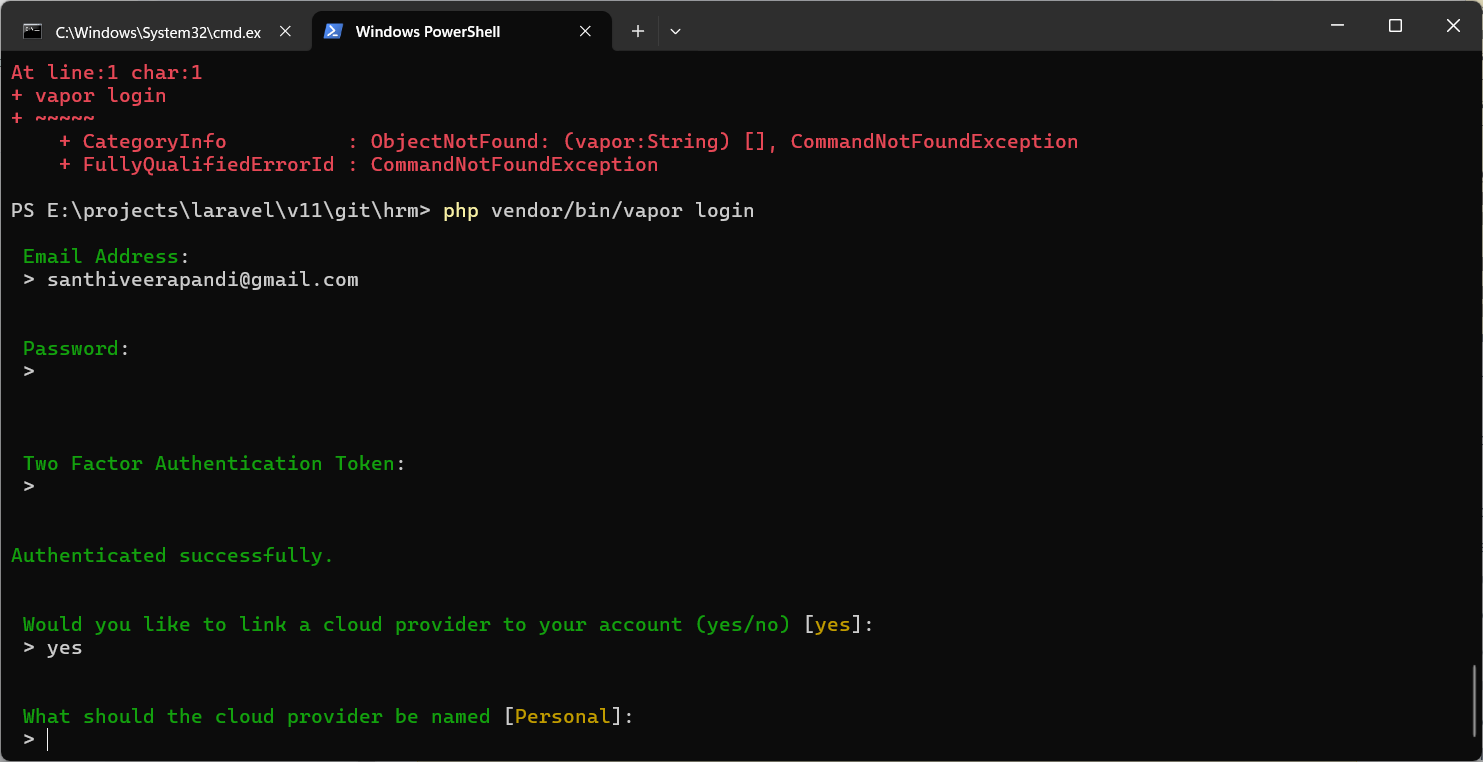 C:\Windows\System32\cmd.ex
Windows PowerShell
At line:1 char:1
+ vapor login
+ ~~~~~
    + CategoryInfo          : ObjectNotFound: (vapor:String) [], CommandNotFoundException
    + FullyQualifiedErrorId : CommandNotFoundException
PS E:\projects\laravel\v11\git\hrm> php vendor/bin/vapor login
Email Address:
> santhiveerapandi@gmail.com
Password:
>
Two Factor Authentication Token:
>
Authenticated successfully.
Would you like to link a cloud provider to your account (yes/no) [yes]:
> yes
What should the cloud provider be named [Personal]:
>